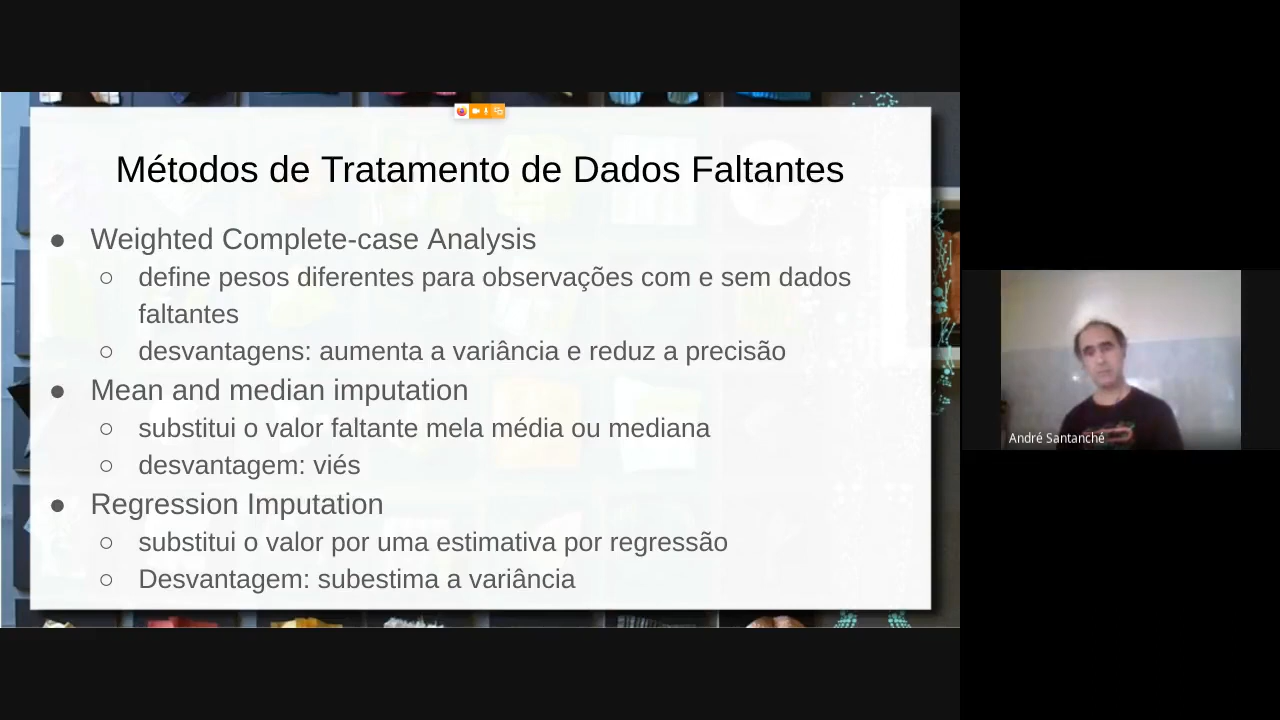 Métodos de Tratamento de Dados Faltantes
● Weighted Complete-case Analysis
○ define pesos diferentes para observações com e sem dados
faltantes
○ desvantagens: aumenta a variância e reduz a precisão
● Mean and median imputation
○ substitui o valor faltante mela média ou mediana
○ desvantagem: viés
● Regression Imputation
○ substitui o valor por uma estimativa por regressão
○ Desvantagem: subestima a variância
André Santanchè